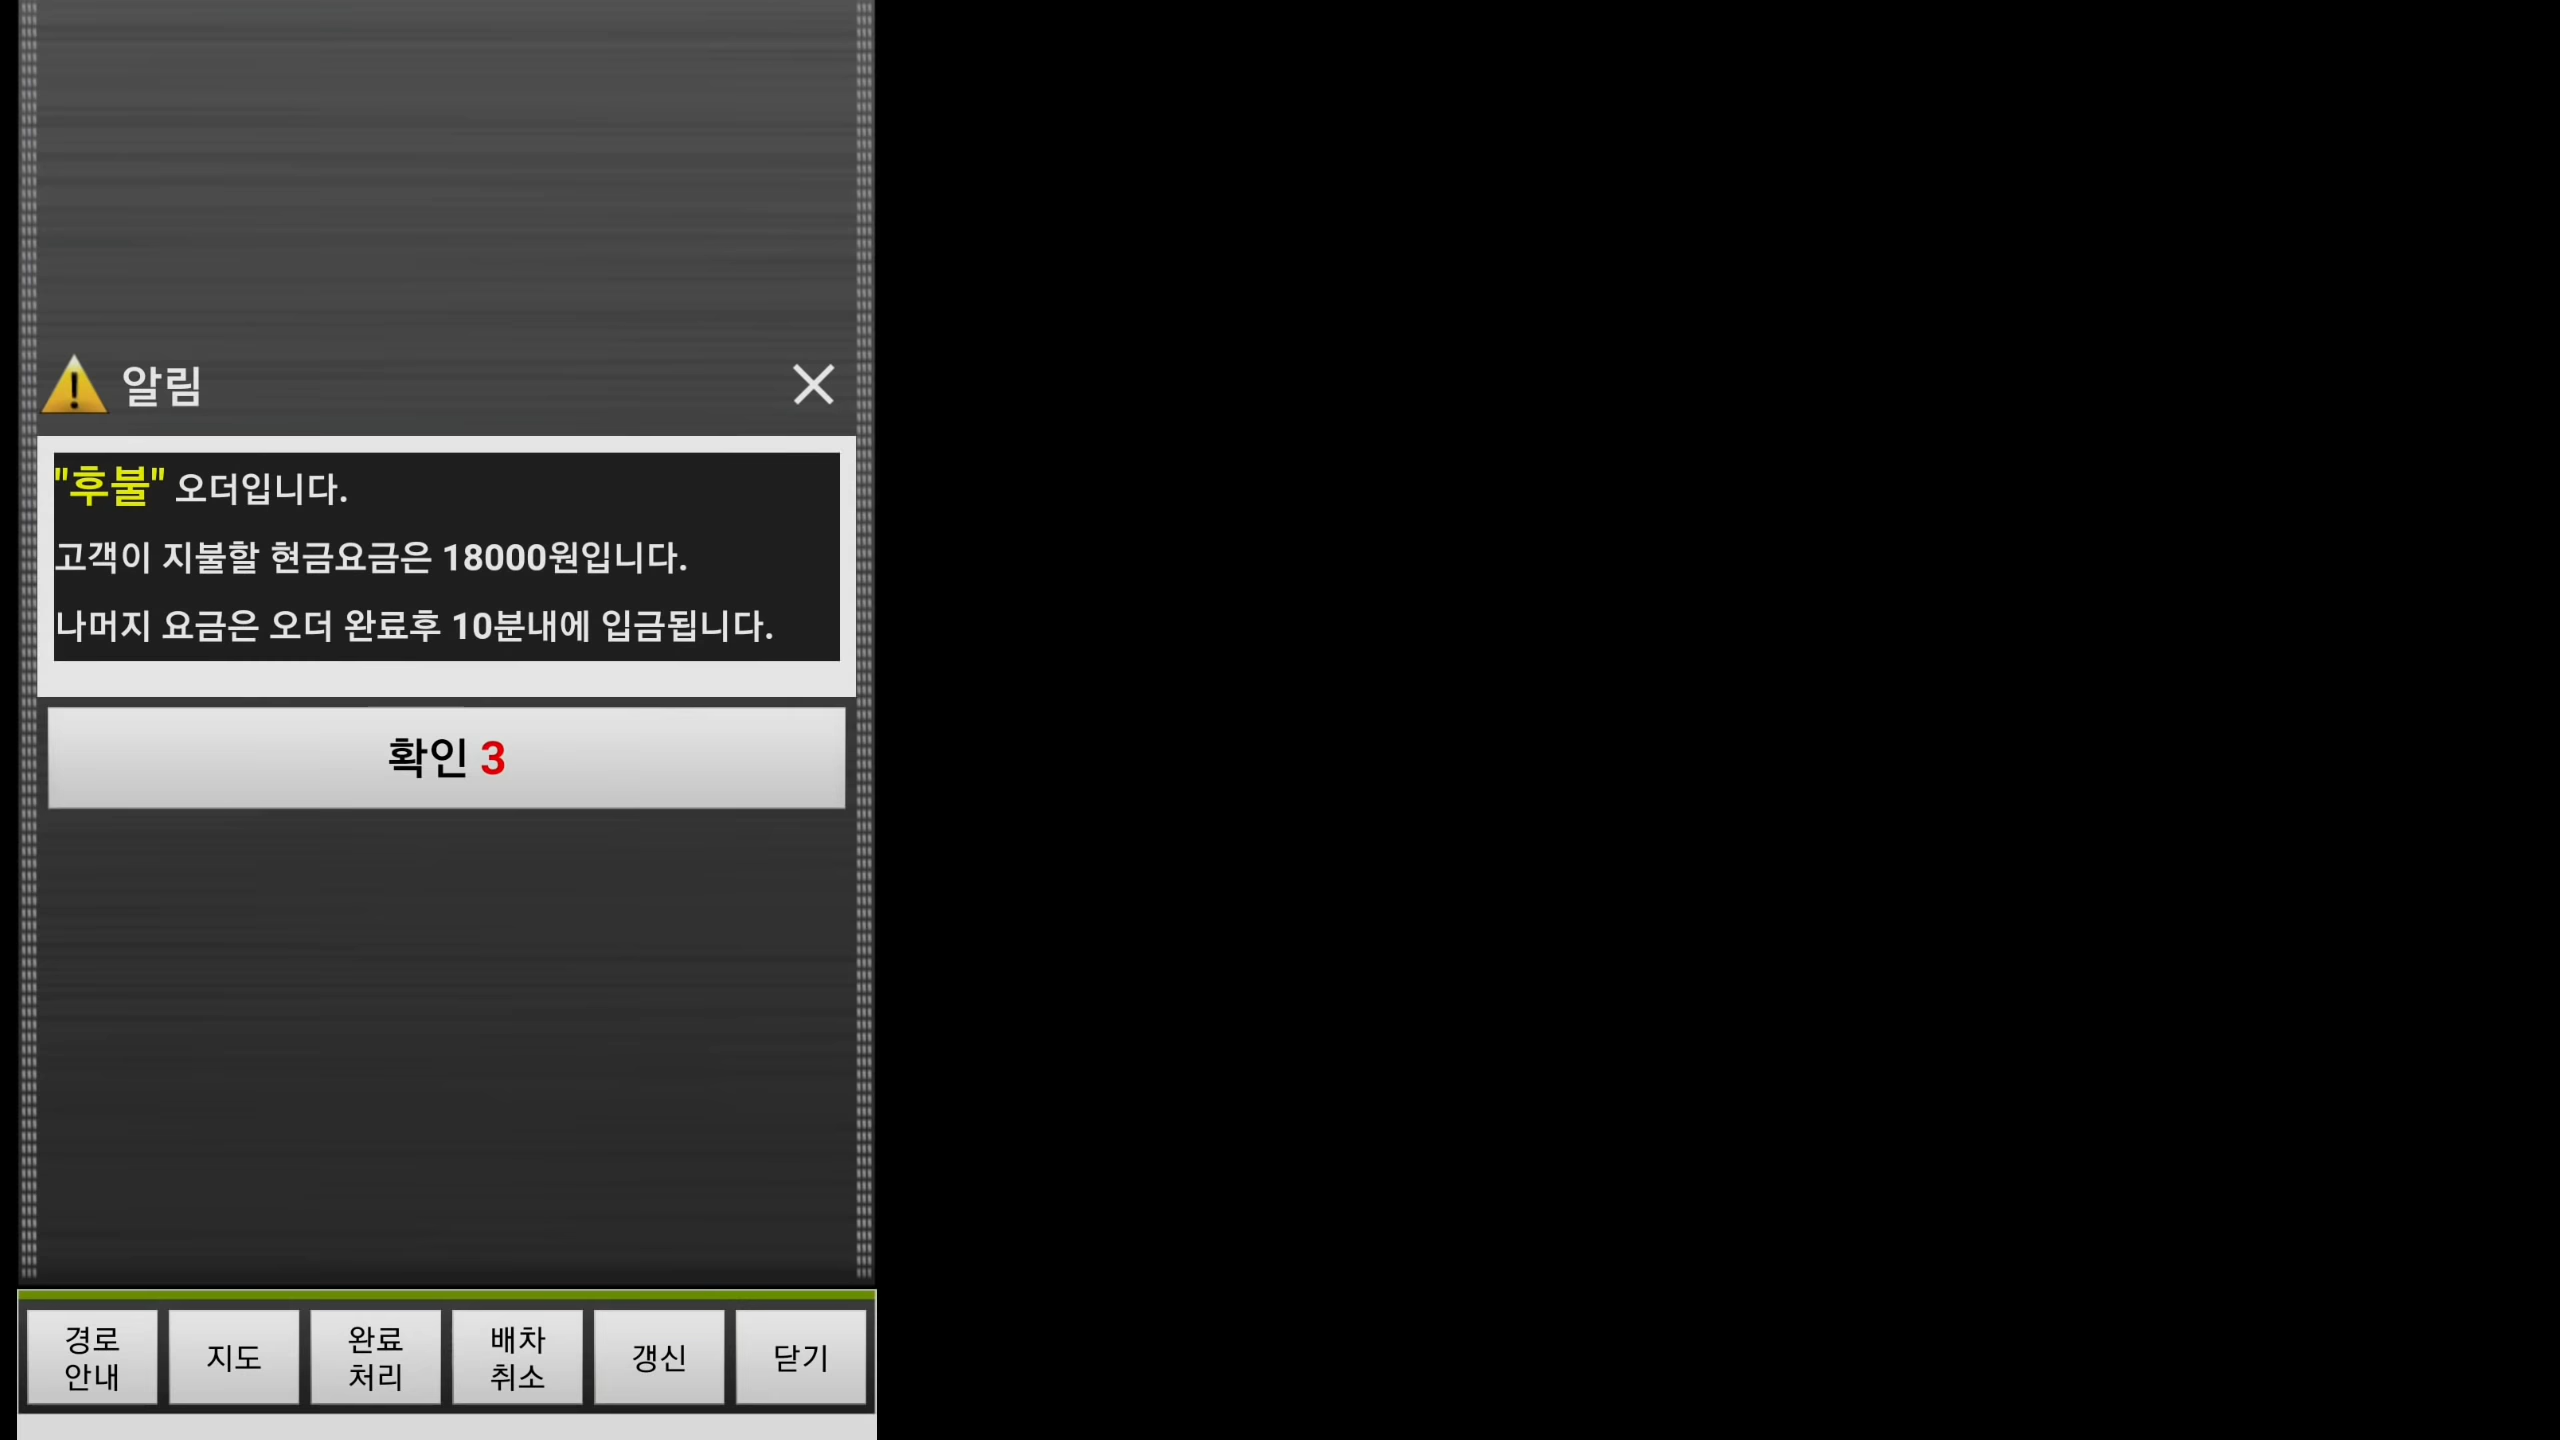 알림
"후불" 오더입니다.
고객이 지불할 현금요금은 18000원입니다.
나머지 요금은 오더 완료후 10분내에 입금됩니다.
확인 3
경로 안내
지도
완료 처리
배차 취소
갱신
닫기